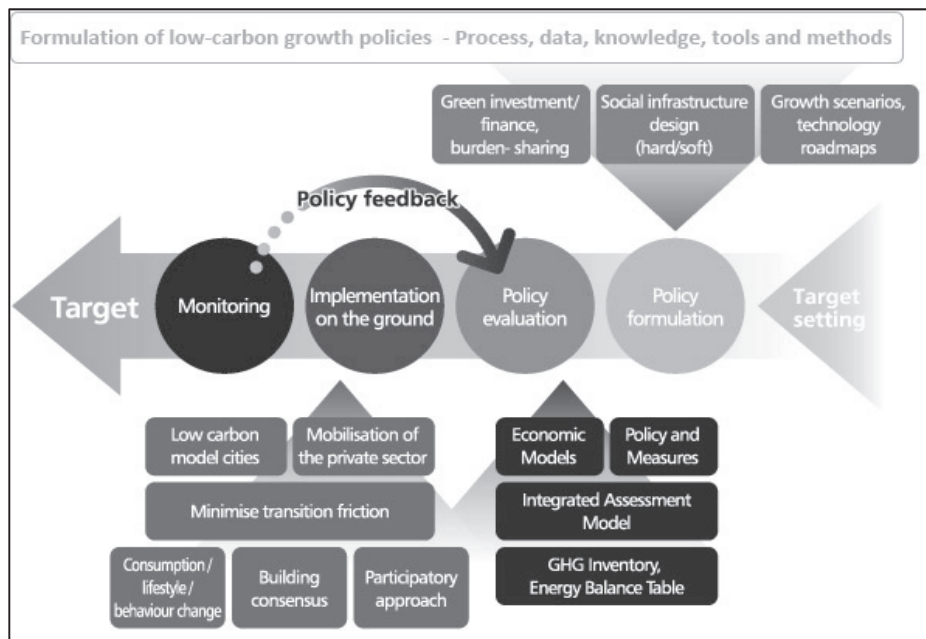 Formulation of low-carbon growth policies - Process, data, knowledge, tools and methods
Green investment/
finance,
burden- sharing
Social infrastructure
design
(hard/soft)
Growth scenarios,
technology
roadmaps
Policy feedback
Target
Monitoring
Implementation
on the ground
Policy
evaluation
Policy
formulation
Target
setting
Low carbon
model cities
Mobilisation of
the private sector
Minimise transition friction
Consumption /
lifestyle /
behaviour change
Building
consensus
Participatory
approach
Economic
Models
Policy and
Measures
Integrated Assessment
Model
GHG Inventory,
Energy Balance Table